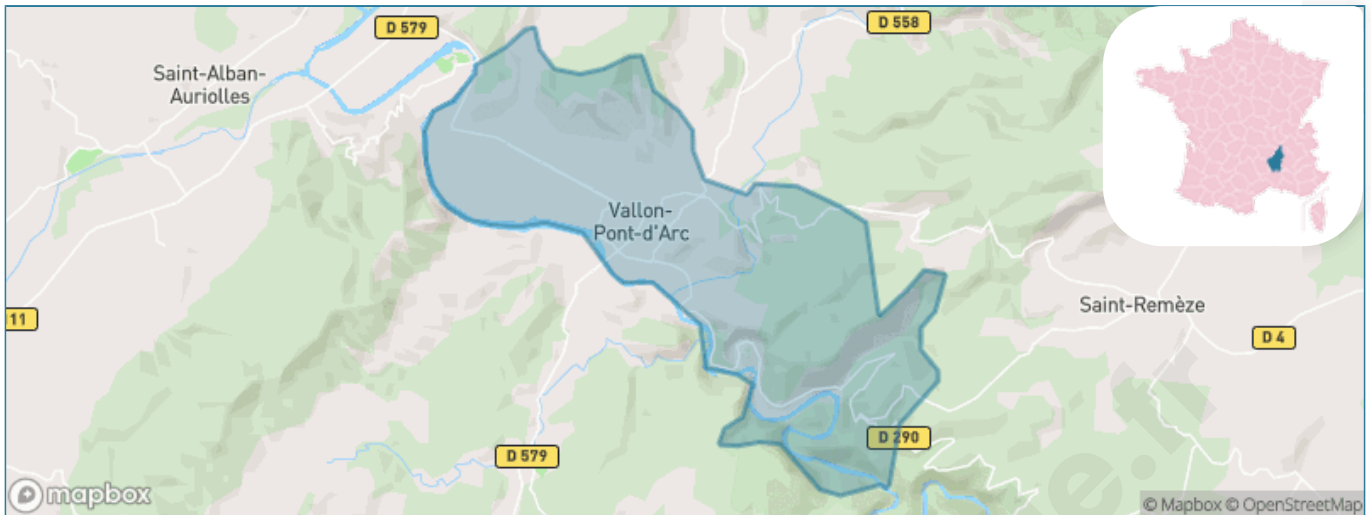 D 579
D 558
Saint-Alban-
Auriolles
Vallon-
Pont-d'Arc
Saint-Remèze
11
D 4
D 290
D 579
mapbox
© Mapbox © OpenStreetMap